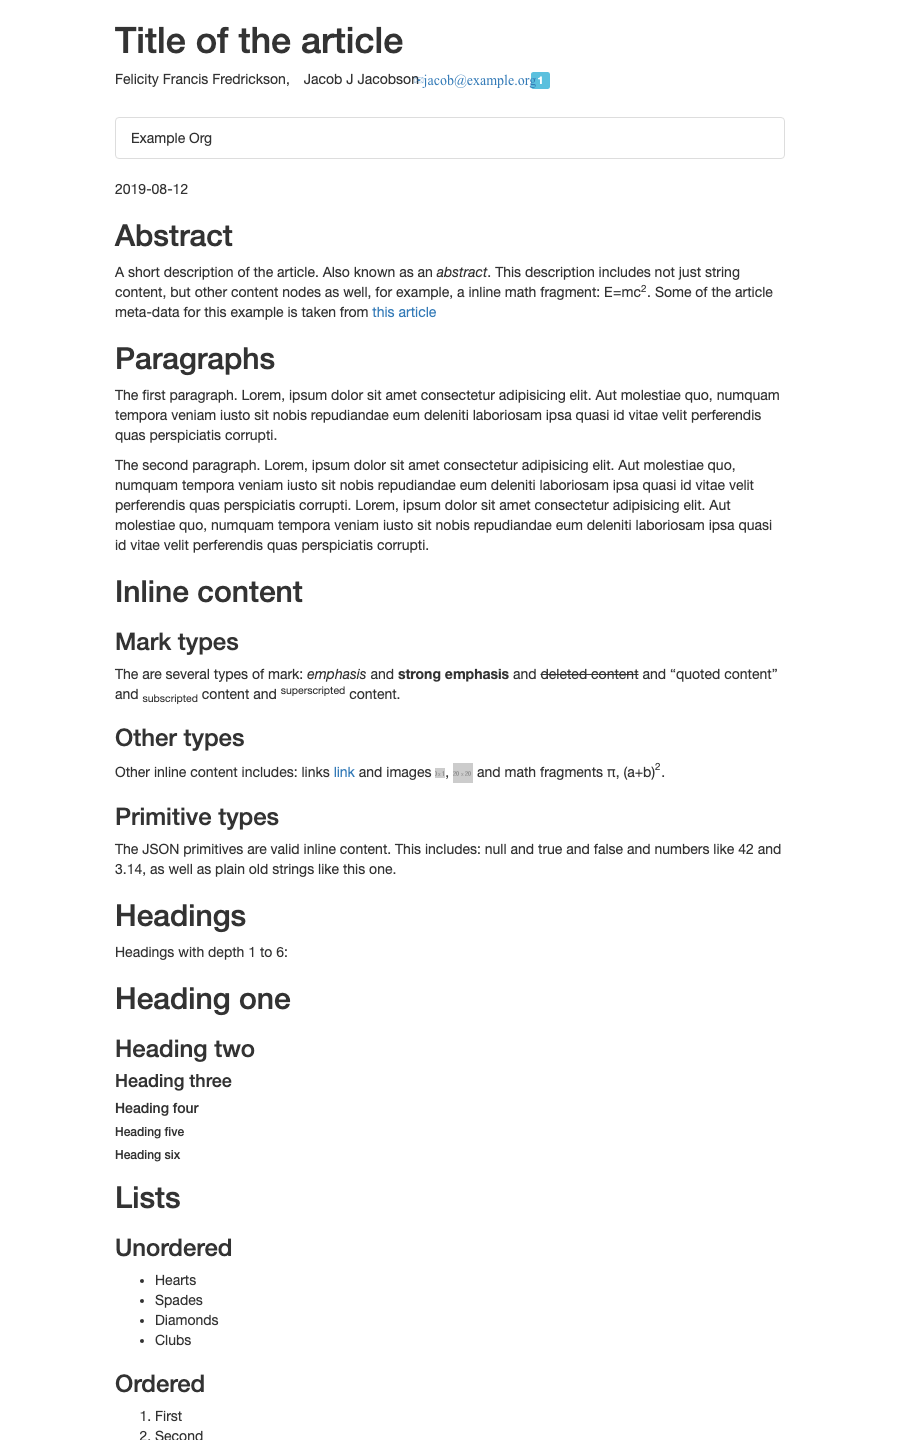 Title of the article
Felicity Francis Fredrickson, Jacob J Jacobson jacob@example.org 1
Example Org
2019-08-12
Abstract
A short description of the article. Also known as an abstract. This description includes not just string
content, but other content nodes as well, for example, a inline math fragment: E=mc2. Some of the article
meta-data for this example is taken from this article
Paragraphs
The first paragraph. Lorem, ipsum dolor sit amet consectetur adipisicing elit. Aut molestiae quo, numquam
tempora veniam iusto sit nobis repudiandae eum deleniti laboriosam ipsa quasi id vitae velit perferendis
quas perspiciatis corrupti.
The second paragraph. Lorem, ipsum dolor sit amet consectetur adipisicing elit. Aut molestiae quo,
numquam tempora veniam iusto sit nobis repudiandae eum deleniti laboriosam ipsa quasi id vitae velit
perferendis quas perspiciatis corrupti. Lorem, ipsum dolor sit amet consectetur adipisicing elit. Aut
molestiae quo, numquam tempora veniam iusto sit nobis repudiandae eum deleniti laboriosam ipsa quasi
id vitae velit perferendis quas perspiciatis corrupti.
Inline content
Mark types
The are several types of mark: emphasis and strong emphasis and deleted content and “quoted content”
and subscripted content and superscripted content.
Other types
Other inline content includes: links link and images , 20 x 20 and math fragments π, (a+b)2.
Primitive types
The JSON primitives are valid inline content. This includes: null and true and false and numbers like 42 and
3.14, as well as plain old strings like this one.
Headings
Headings with depth 1 to 6:
Heading one
Heading two
Heading three
Heading four
Heading five
Heading six
Lists
Unordered
• Hearts
• Spades
• Diamonds
• Clubs
Ordered
1. First
2. Second